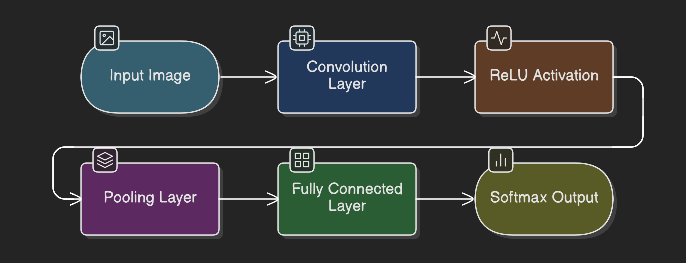 Input Image
Convolution
Layer
ReLU Activation
Pooling Layer
Fully Connected
Layer
Softmax Output